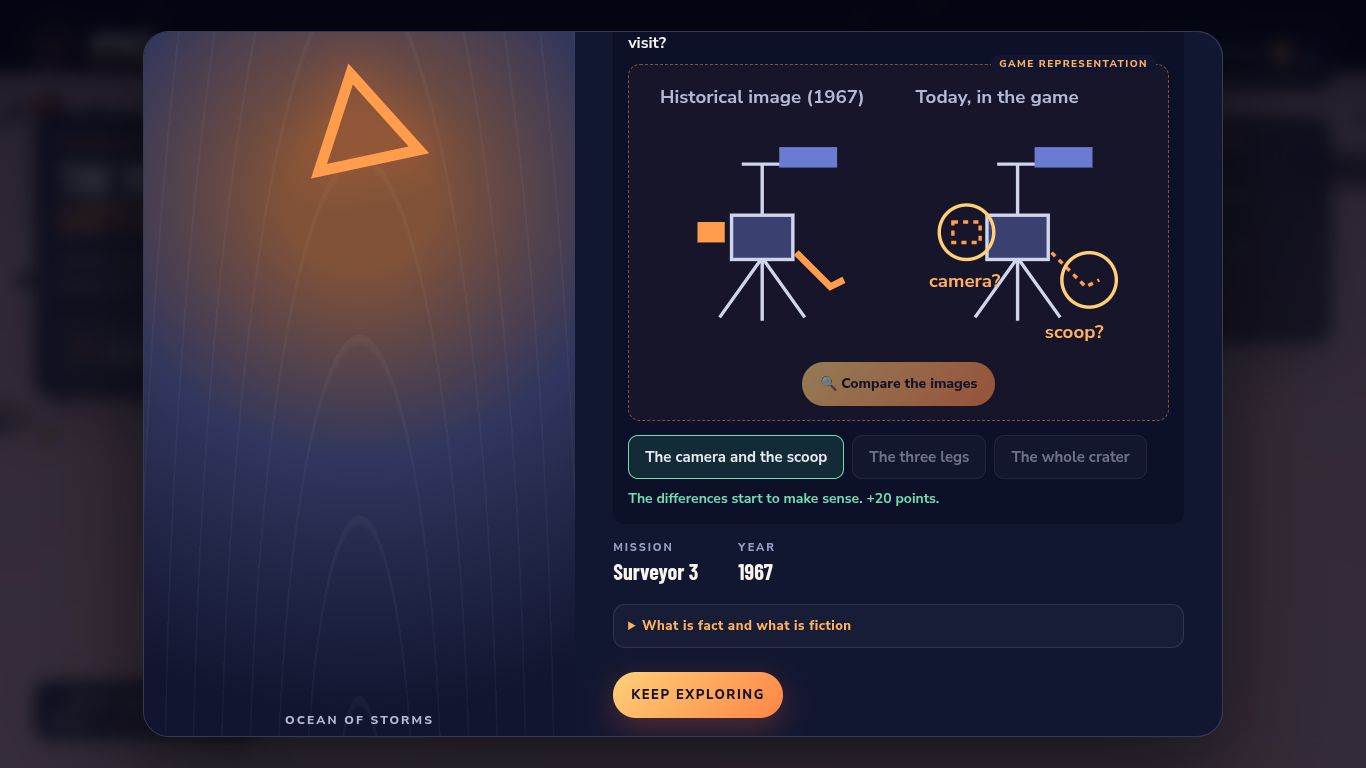 visit?
GAME REPRESENTATION
Historical image (1967)
Today, in the game
camera?
scoop?
🔍 Compare the images
The camera and the scoop
The three legs
The whole crater
The differences start to make sense. +20 points.
MISSION
YEAR
Surveyor 3
1967
▶ What is fact and what is fiction
KEEP EXPLORING
OCEAN OF STORMS